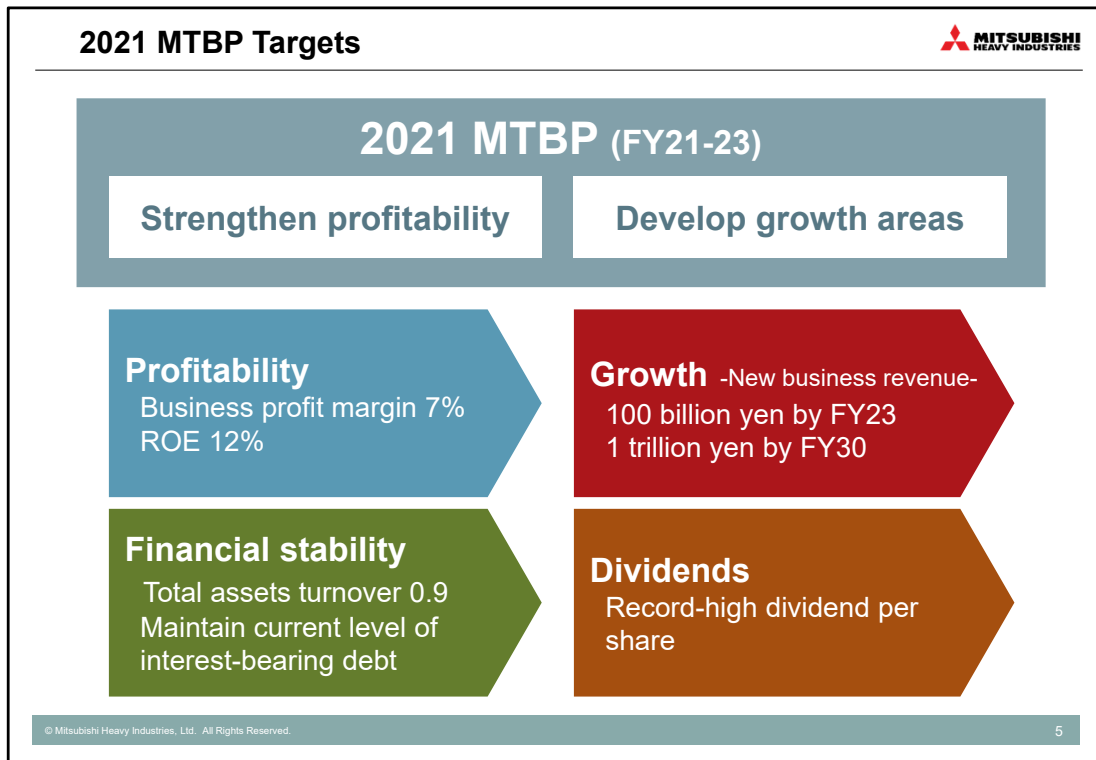 2021 MTBP Targets
MITSUBISHI
HEAVY INDUSTRIES
2021 MTBP (FY21-23)
Strengthen profitability
Develop growth areas
Profitability
Business profit margin 7%
ROE 12%
Growth -New business revenue-
100 billion yen by FY23
1 trillion yen by FY30
Financial stability
Total assets turnover 0.9
Maintain current level of
interest-bearing debt
Dividends
Record-high dividend per
share
© Mitsubishi Heavy Industries, Ltd. All Rights Reserved.
5